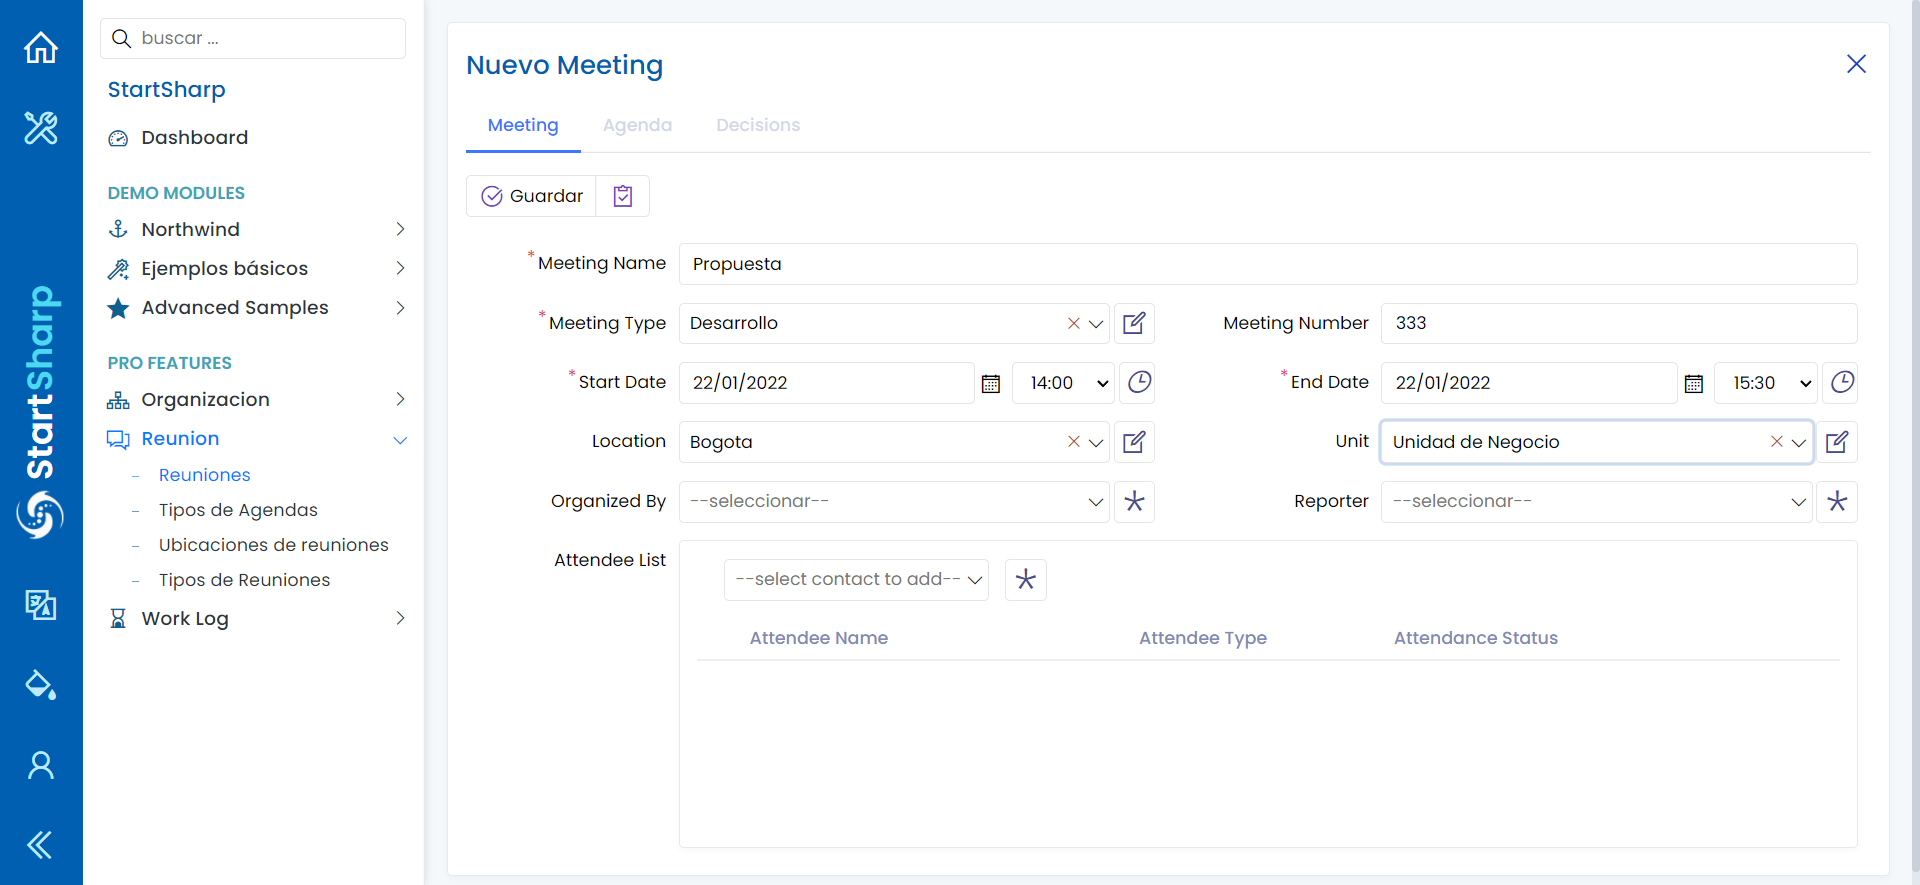 buscar ...
StartSharp
Dashboard
DEMO MODULES
Northwind
Ejemplos básicos
Advanced Samples
PRO FEATURES
Organizacion
Reunion
- Reuniones
- Tipos de Agendas
- Ubicaciones de reuniones
- Tipos de Reuniones
Work Log
StartSharp
Nuevo Meeting
Meeting Agenda Decisions
Guardar
* Meeting Name Propuesta
* Meeting Type Desarrollo Meeting Number 333
* Start Date 22/01/2022 14:00 * End Date 22/01/2022 15:30
Location Bogota Unit Unidad de Negocio
Organized By --seleccionar-- Reporter --seleccionar--
Attendee List --select contact to add--
Attendee Name Attendee Type Attendance Status